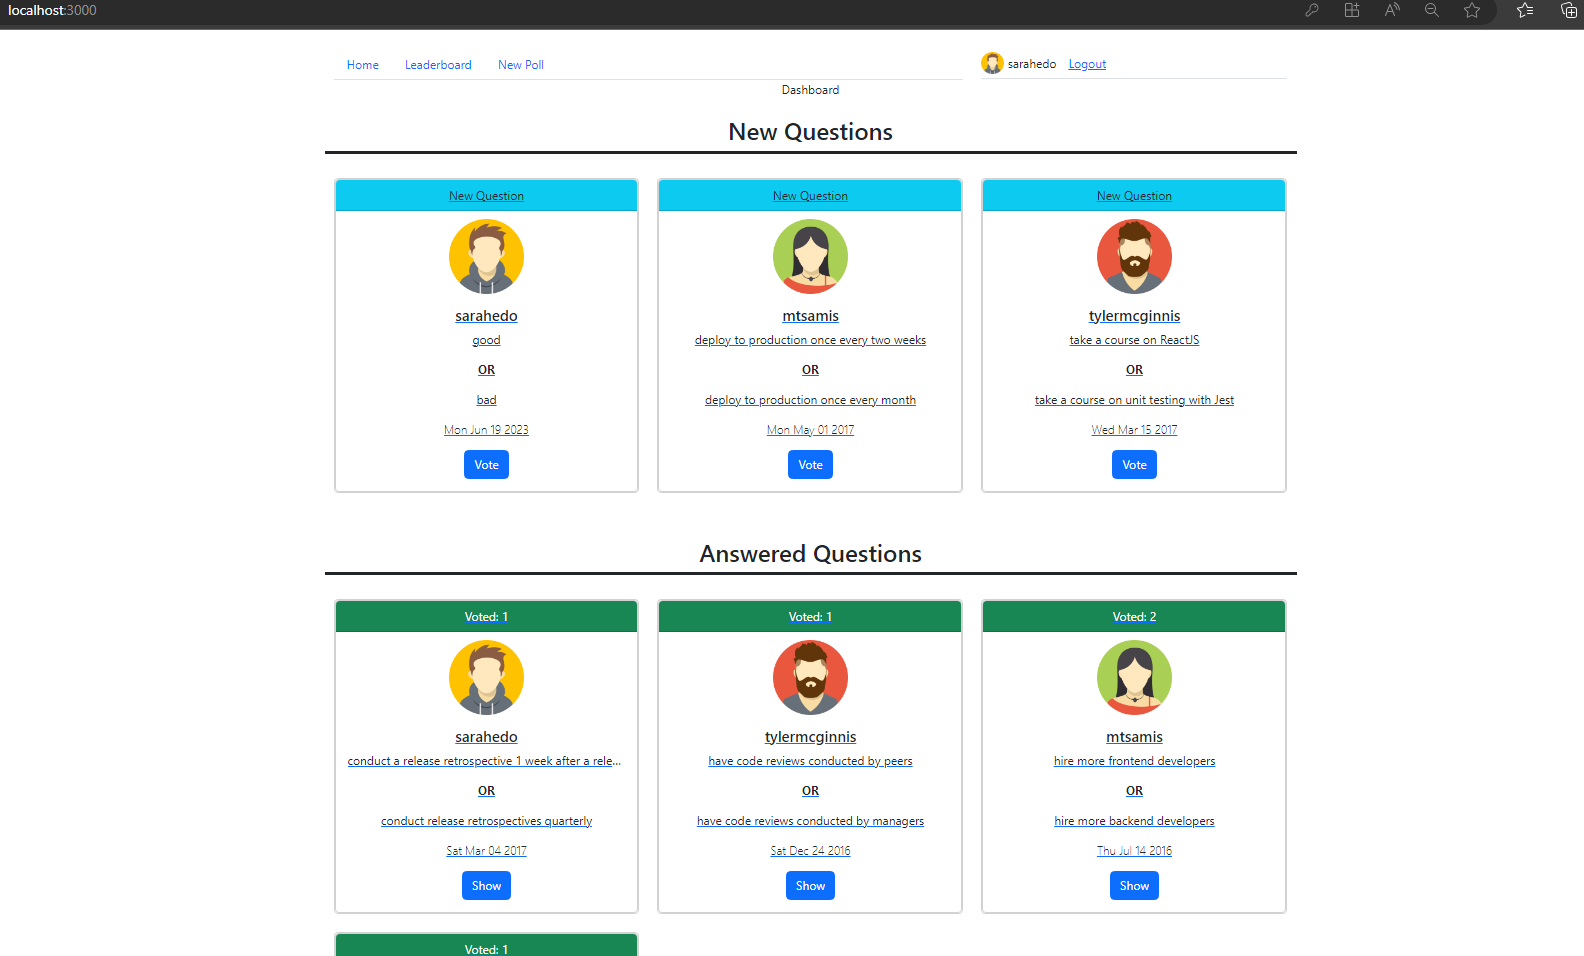 localhost:3000
Home Leaderboard New Poll sarahedo Logout
Dashboard
New Questions
New Question
sarahedo
good
OR
bad
Mon Jun 19 2023
Vote
New Question
mtsamis
deploy to production once every two weeks
OR
deploy to production once every month
Mon May 01 2017
Vote
New Question
tylermcginnis
take a course on ReactJS
OR
take a course on unit testing with Jest
Wed Mar 15 2017
Vote
Answered Questions
Voted: 1
sarahedo
conduct a release retrospective 1 week after a rele...
OR
conduct release retrospectives quarterly
Sat Mar 04 2017
Show
Voted: 1
tylermcginnis
have code reviews conducted by peers
OR
have code reviews conducted by managers
Sat Dec 24 2016
Show
Voted: 2
mtsamis
hire more frontend developers
OR
hire more backend developers
Thu Jul 14 2016
Show
Voted: 1